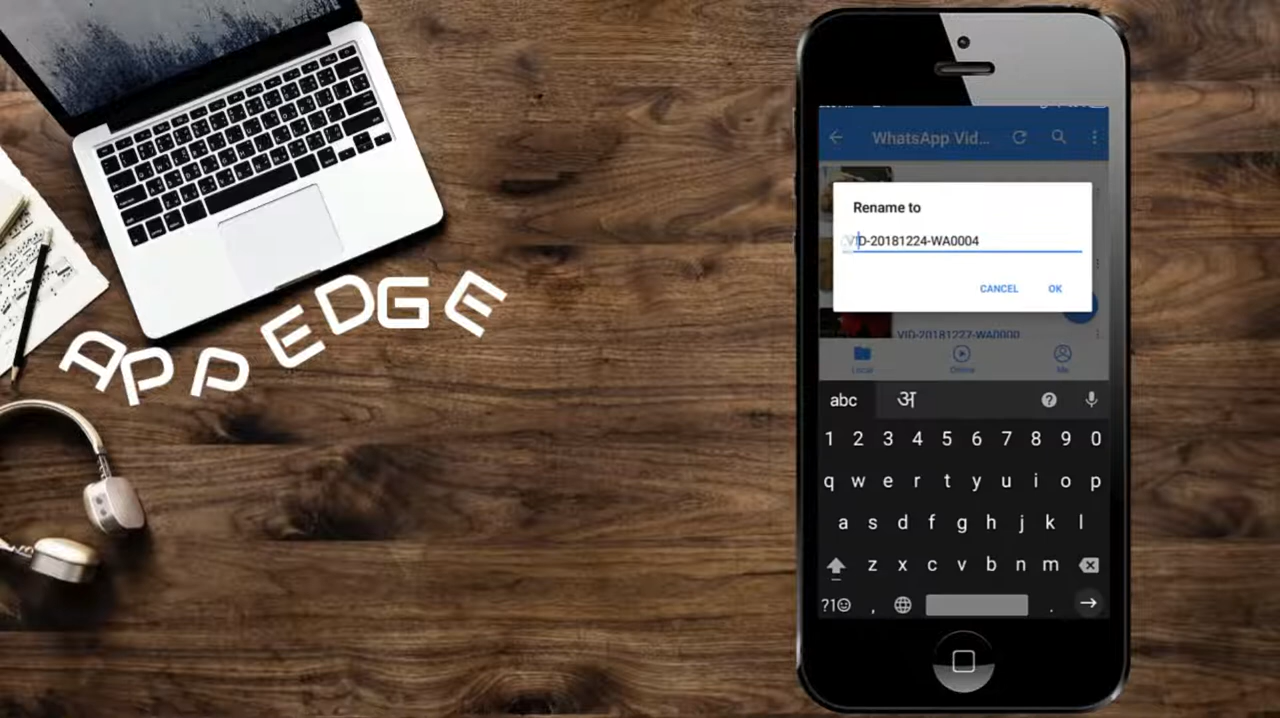 APP EDGE
WhatsApp Vid...
Rename to
VID-20181224-WA0004
CANCEL OK
VID-20181227-WA0000
Local Online Me
abc अ ?
1 2 3 4 5 6 7 8 9 0
q w e r t y u i o p
a s d f g h j k l
z x c v b n m
?1☺ , .